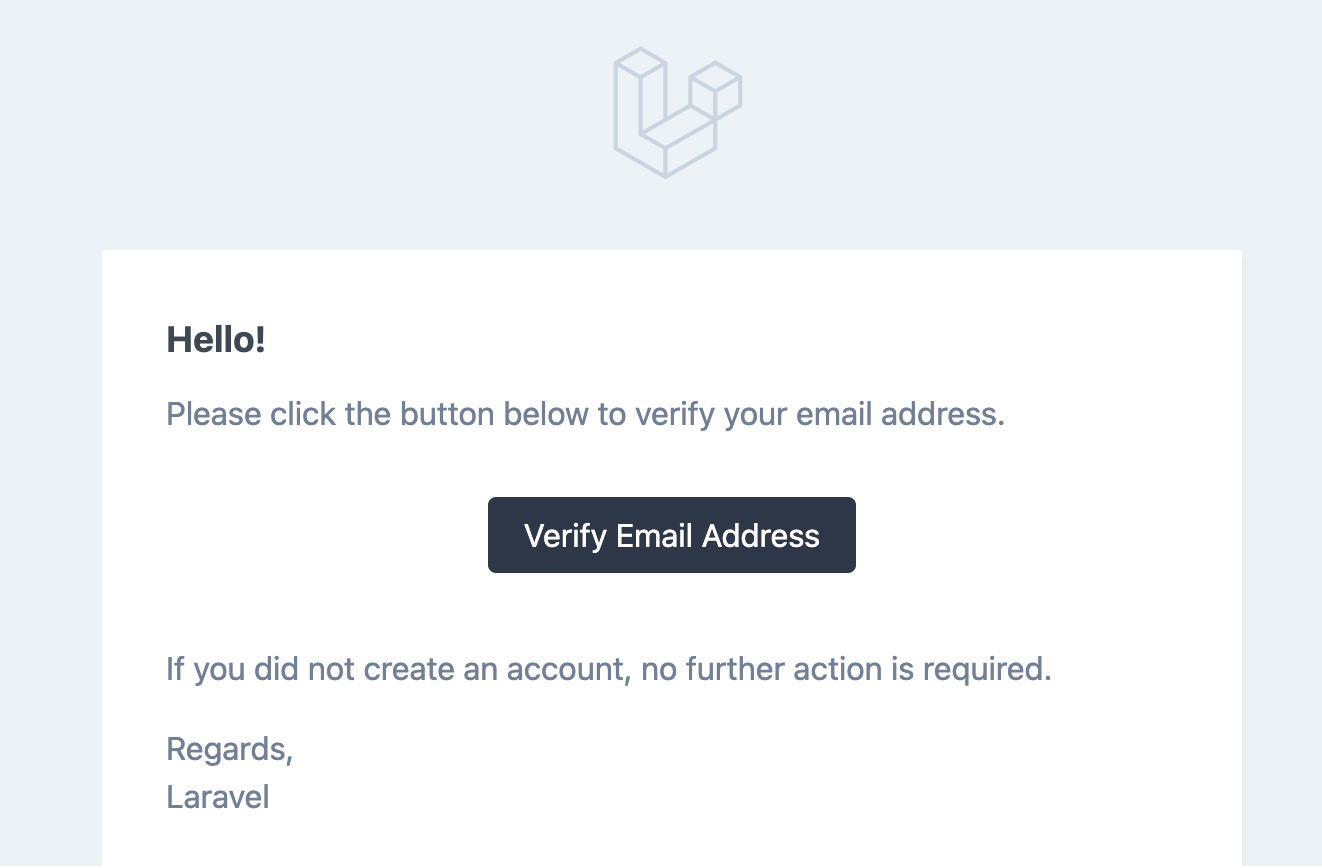 Hello!
Please click the button below to verify your email address.
Verify Email Address
If you did not create an account, no further action is required.
Regards,
Laravel